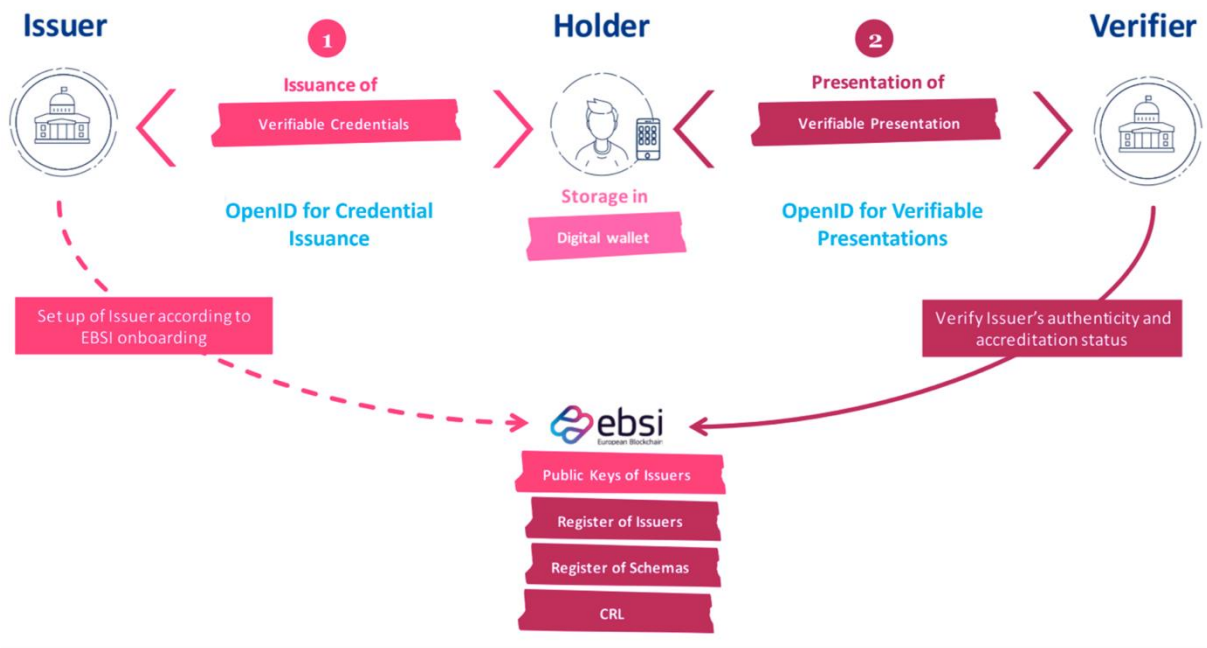 Issuer
Holder
Verifier
1
2
Issuance of
Verifiable Credentials
Presentation of
Verifiable Presentation
OpenID for Credential
Issuance
Storage in
Digital wallet
OpenID for Verifiable
Presentations
Set up of Issuer according to
EBSI onboarding
Verify Issuer's authenticity and
accreditation status
ebsi
European Blockchain
Public Keys of Issuers
Register of Issuers
Register of Schemas
CRL